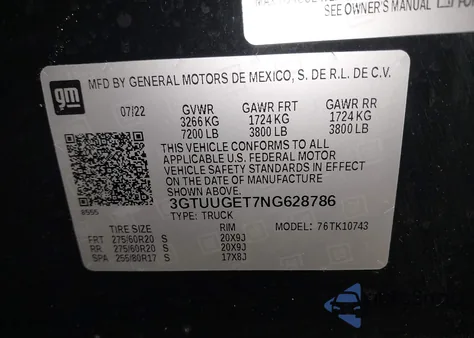 SEE OWNER'S MANUAL
gm
MFD BY GENERAL MOTORS DE MEXICO, S. DE R.L. DE C.V.
07/22 GVWR GAWR FRT GAWR RR
3266 KG 1724 KG 1724 KG
7200 LB 3800 LB 3800 LB
THIS VEHICLE CONFORMS TO ALL
APPLICABLE U.S. FEDERAL MOTOR
VEHICLE SAFETY STANDARDS IN EFFECT
ON THE DATE OF MANUFACTURE
SHOWN ABOVE.
3GTUUGET7NG628786
TYPE: TRUCK MODEL: 76TK10743
TIRE SIZE RIM
FRT 275/60R20 S 20X9J
RR 275/60R20 S 20X9J
SPA 255/80R17 S 17X8J